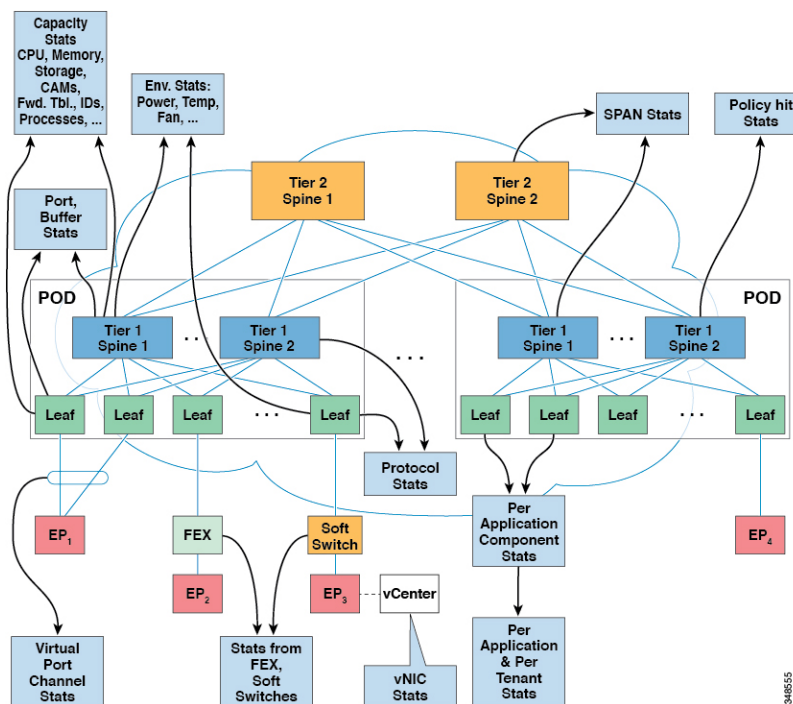 Capacity
Stats
CPU, Memory,
Storage,
CAMs,
Fwd. Tbl., IDs,
Processes, ...
Env. Stats:
Power, Temp,
Fan, ...
SPAN Stats
Policy hit
Stats
Tier 2
Spine 1
Tier 2
Spine 2
Port,
Buffer
Stats
POD
POD
Tier 1
Spine 1
...
Tier 1
Spine 2
...
Tier 1
Spine 1
...
Tier 1
Spine 2
Leaf
Leaf
Leaf
...
Leaf
Leaf
Leaf
Leaf
...
Leaf
Protocol
Stats
EP1
FEX
Soft
Switch
Per
Application
Component
Stats
EP4
EP2
EP3
vCenter
Virtual
Port
Channel
Stats
Stats from
FEX,
Soft
Switches
vNIC
Stats
Per
Application
& Per
Tenant
Stats
348555